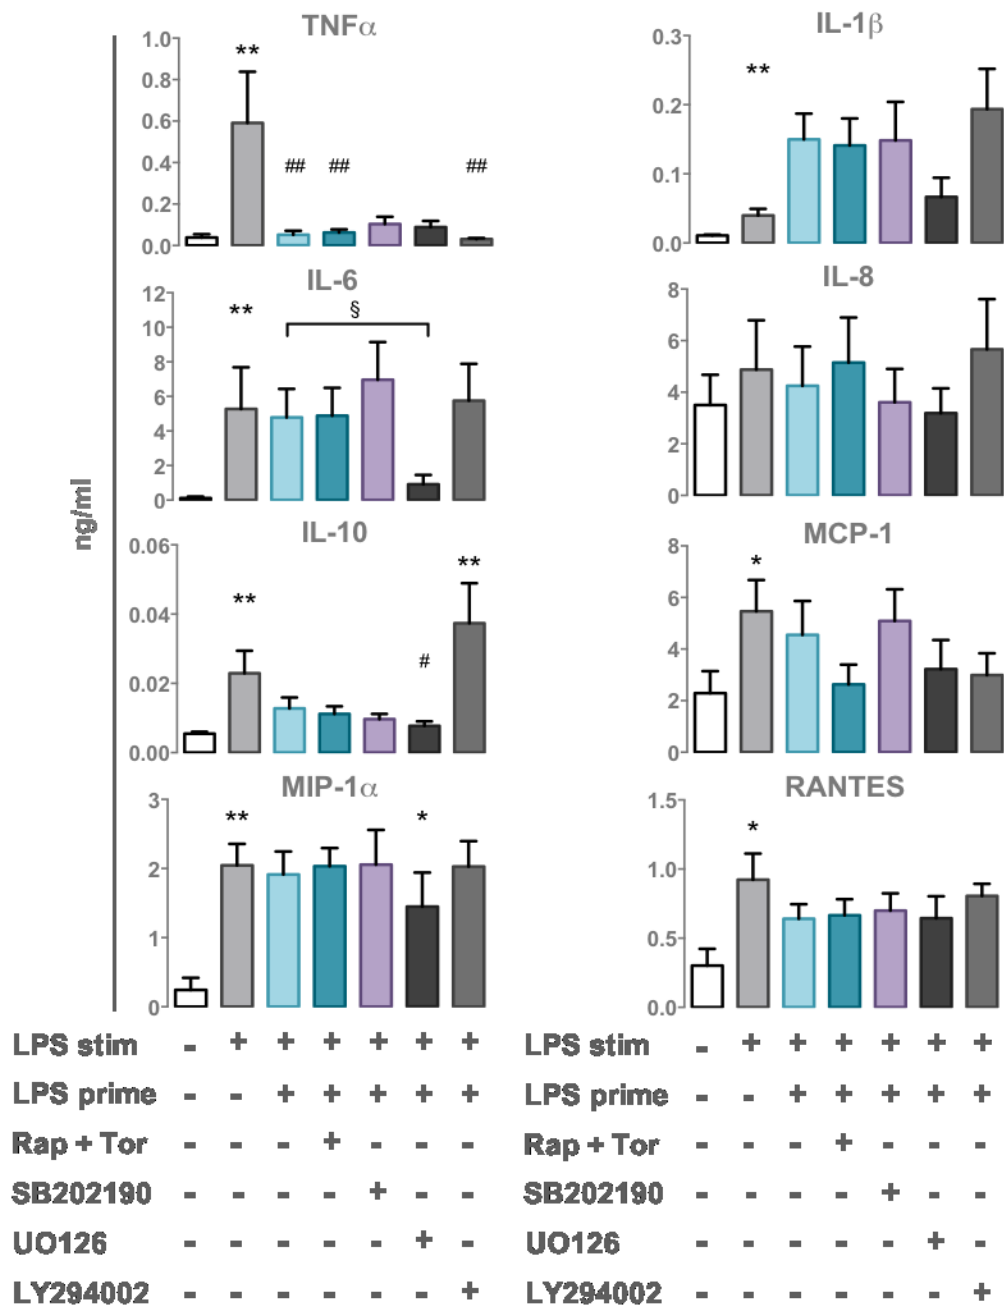 TNFα
1.0
0.8
0.6
0.4
0.2
0.0
**
##
##
##
IL-1β
0.3
0.2
0.1
0.0
**
IL-6
12
10
8
6
4
2
0
**
§
IL-8
8
6
4
2
0
ng/ml
IL-10
0.06
0.04
0.02
0.00
**
#
**
MCP-1
8
6
4
2
0
*
MIP-1α
3
2
1
0
**
*
RANTES
1.5
1.0
0.5
0.0
*
LPS stim - + + + + + +
LPS prime - - + + + + +
Rap + Tor - - - + - - -
SB202190 - - - - + - -
UO126 - - - - - + -
LY294002 - - - - - - +
LPS stim - + + + + + +
LPS prime - - + + + + +
Rap + Tor - - - + - - -
SB202190 - - - - + - -
UO126 - - - - - + -
LY294002 - - - - - - +